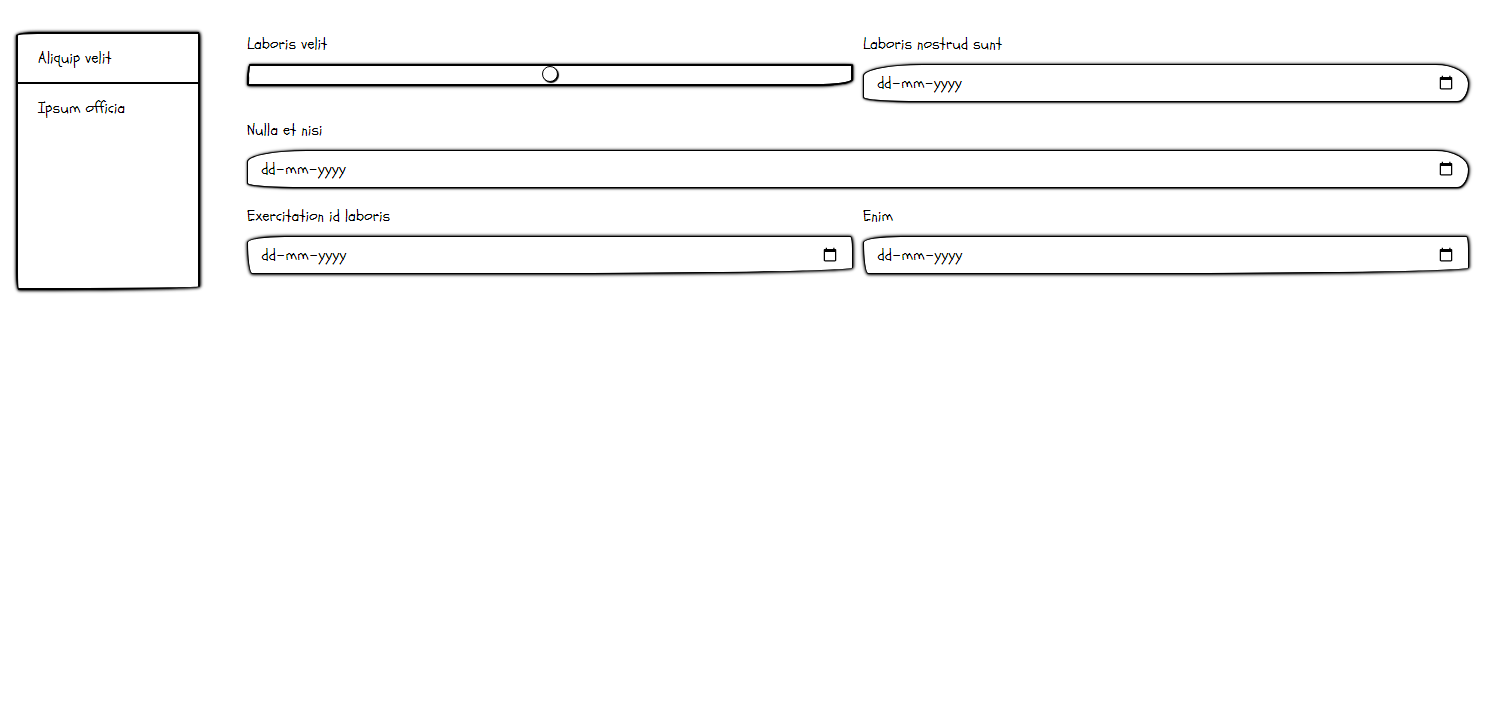 Aliquip velit
Ipsum officia
Laboris velit
Laboris nostrud sunt
dd-mm-yyyy
Nulla et nisi
dd-mm-yyyy
Exercitation id laboris
dd-mm-yyyy
Enim
dd-mm-yyyy